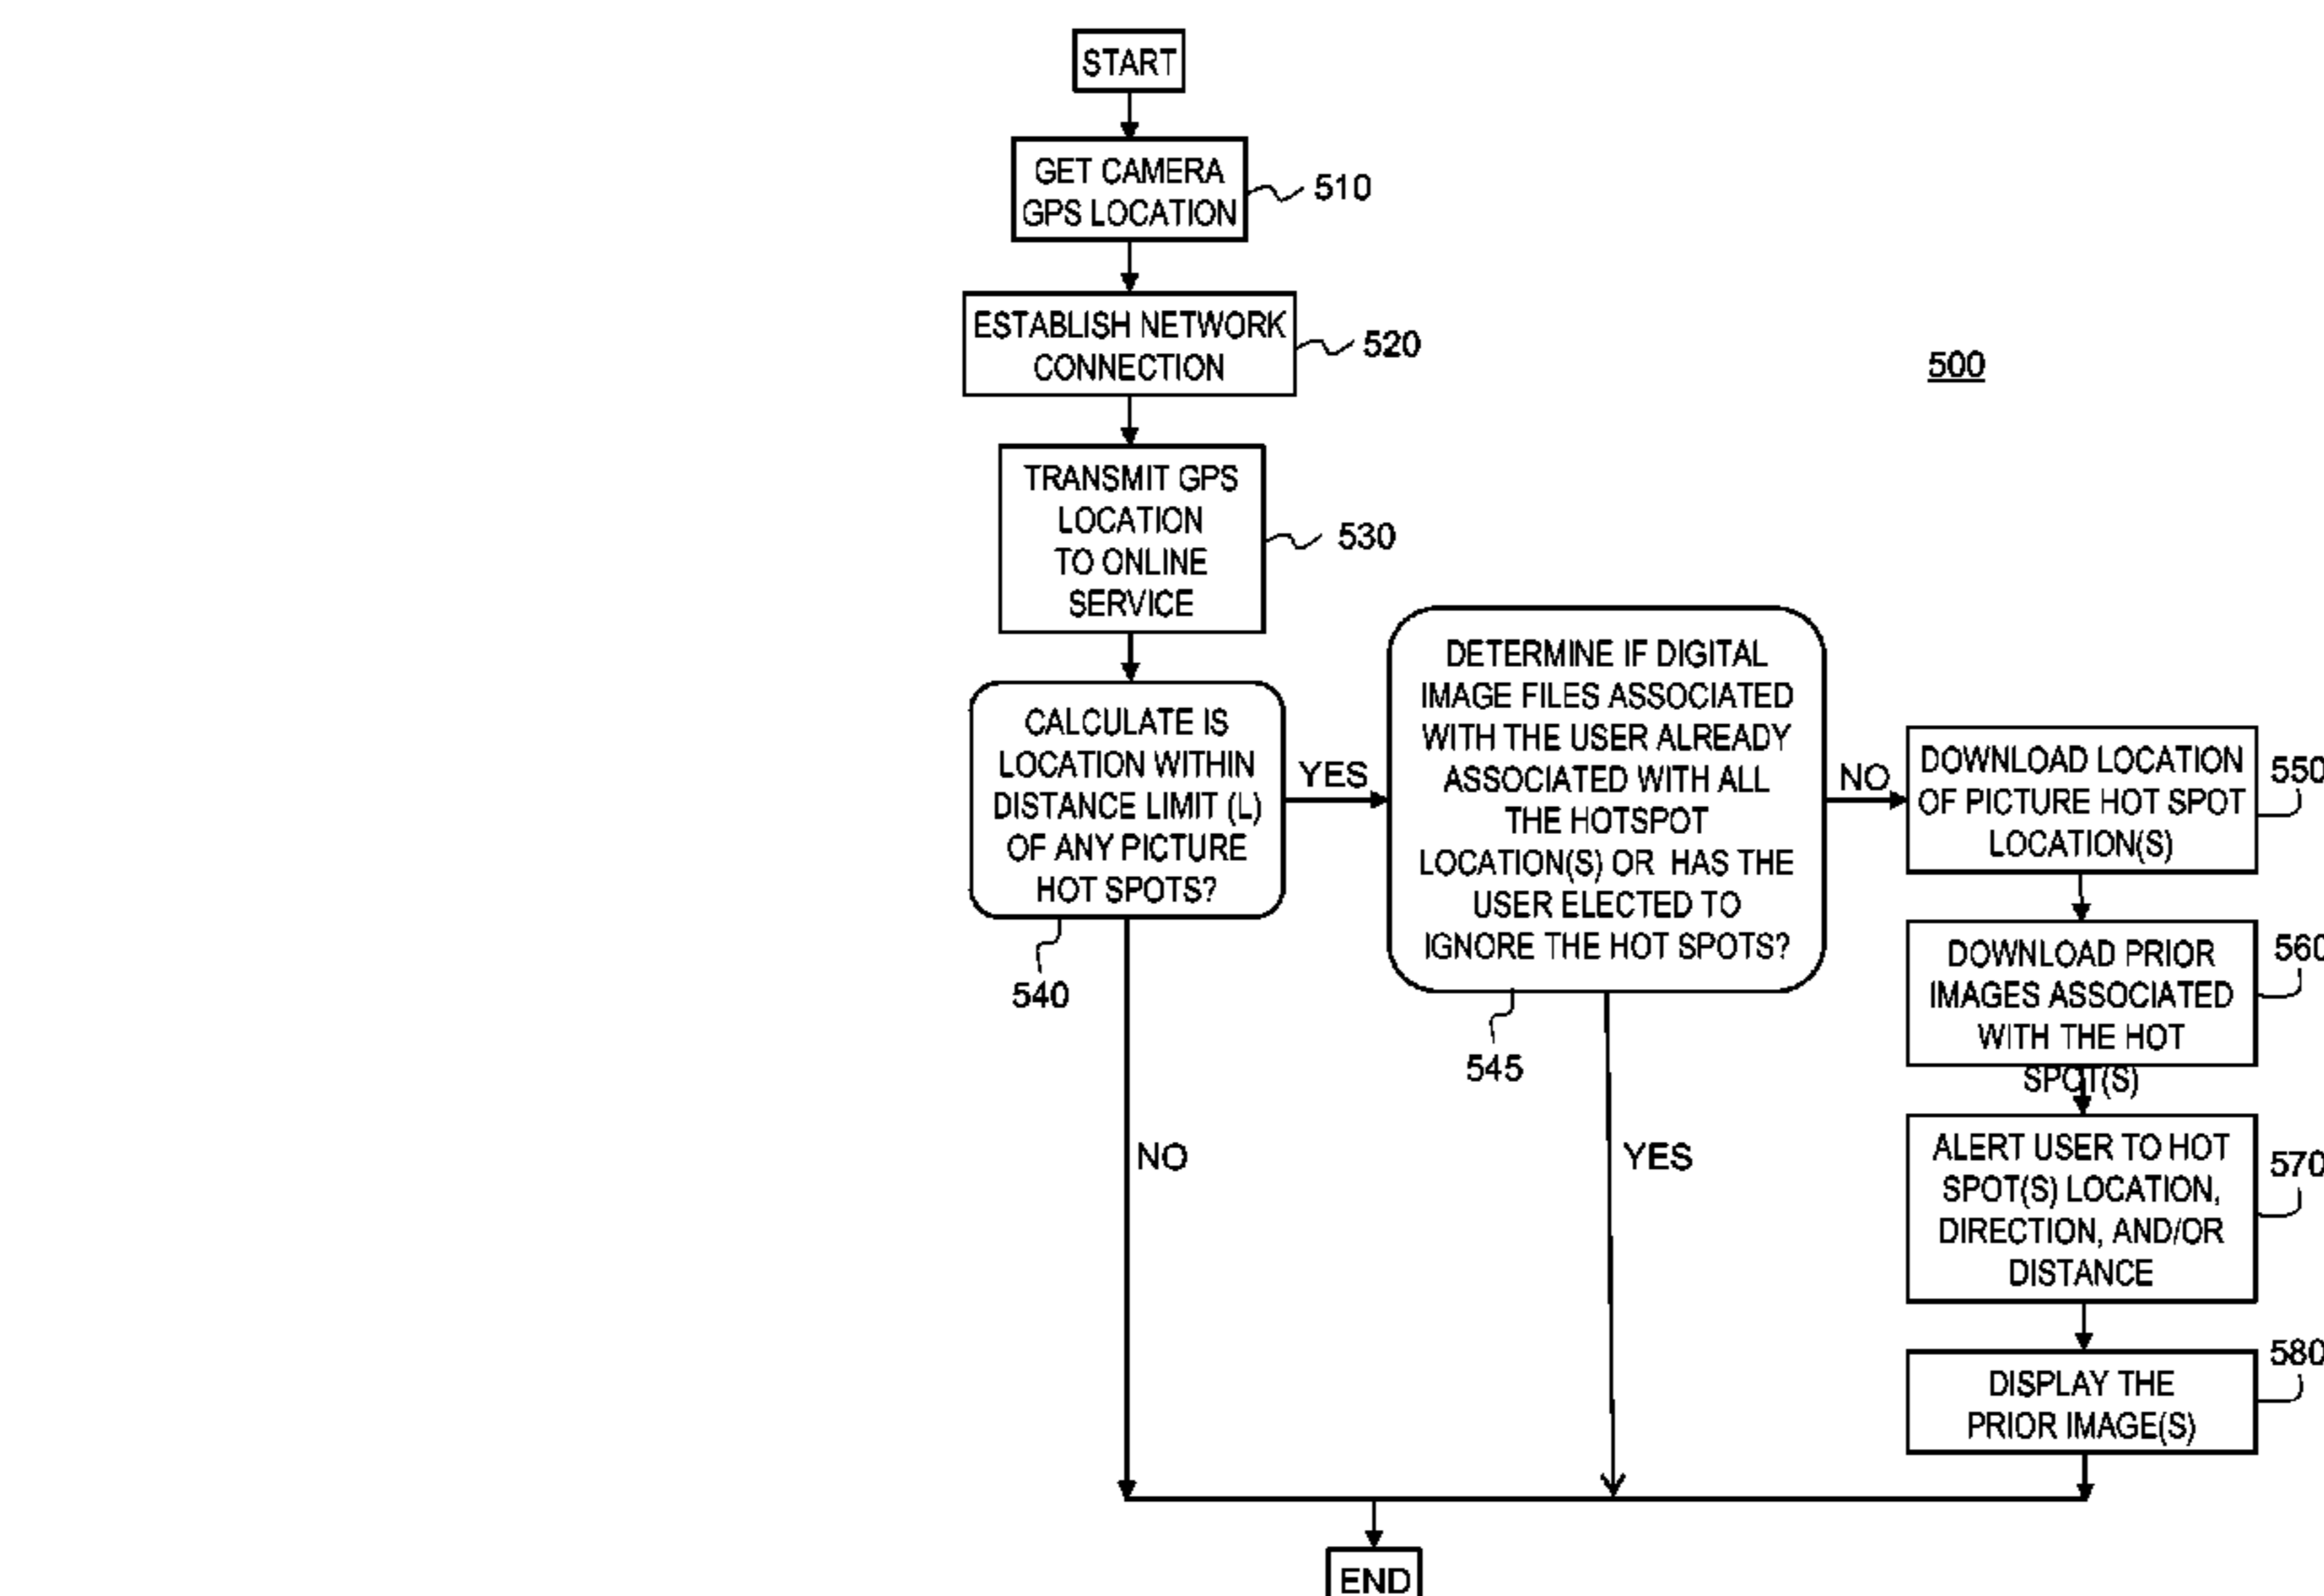 START
GET CAMERA
GPS LOCATION
510
ESTABLISH NETWORK
CONNECTION
520
500
TRANSMIT GPS
LOCATION
TO ONLINE
SERVICE
530
CALCULATE IS
LOCATION WITHIN
DISTANCE LIMIT (L)
OF ANY PICTURE
HOT SPOTS?
540
YES
DETERMINE IF DIGITAL
IMAGE FILES ASSOCIATED
WITH THE USER ALREADY
ASSOCIATED WITH ALL
THE HOTSPOT
LOCATION(S) OR HAS THE
USER ELECTED TO
IGNORE THE HOT SPOTS?
545
NO
DOWNLOAD LOCATION
OF PICTURE HOT SPOT
LOCATION(S)
550
DOWNLOAD PRIOR
IMAGES ASSOCIATED
WITH THE HOT
SPOT(S)
560
NO
YES
ALERT USER TO HOT
SPOT(S) LOCATION,
DIRECTION, AND/OR
DISTANCE
570
DISPLAY THE
PRIOR IMAGE(S)
580
END